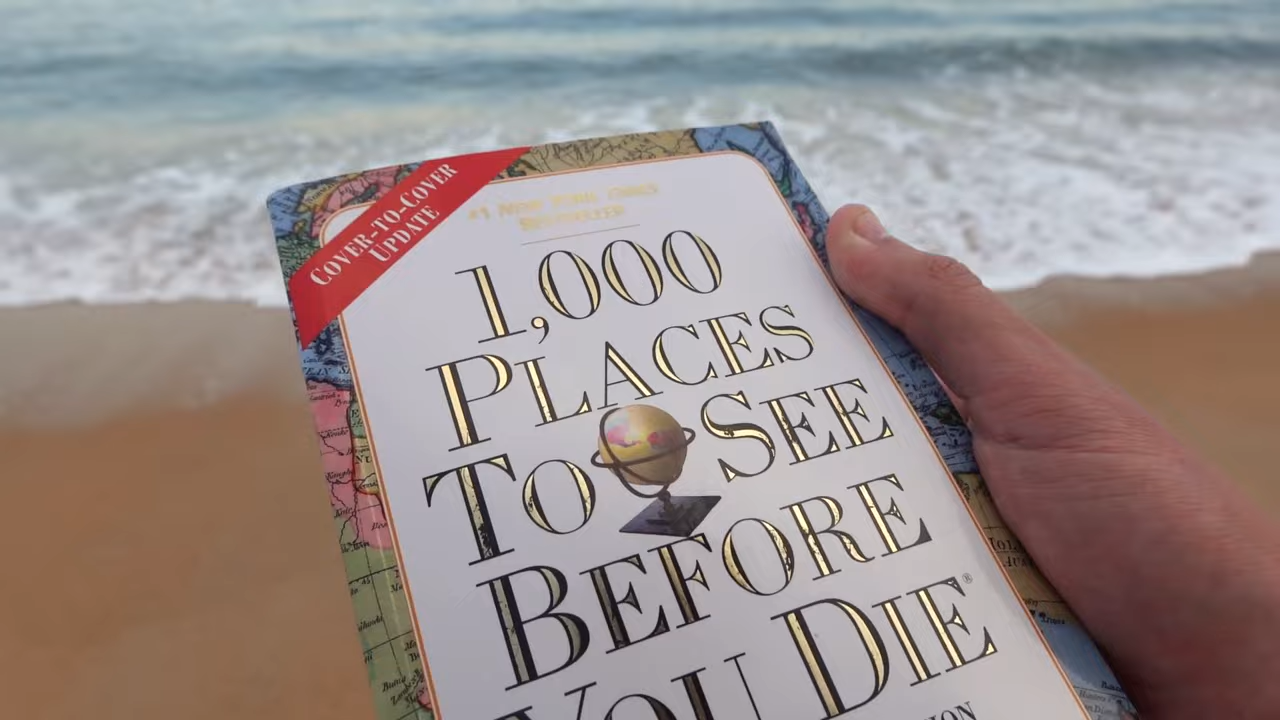 COVER-TO-COVER
UPDATE
#1 NEW YORK TIMES
BESTSELLER
1,000
PLACES
TO SEE
BEFORE
YOU DIE®